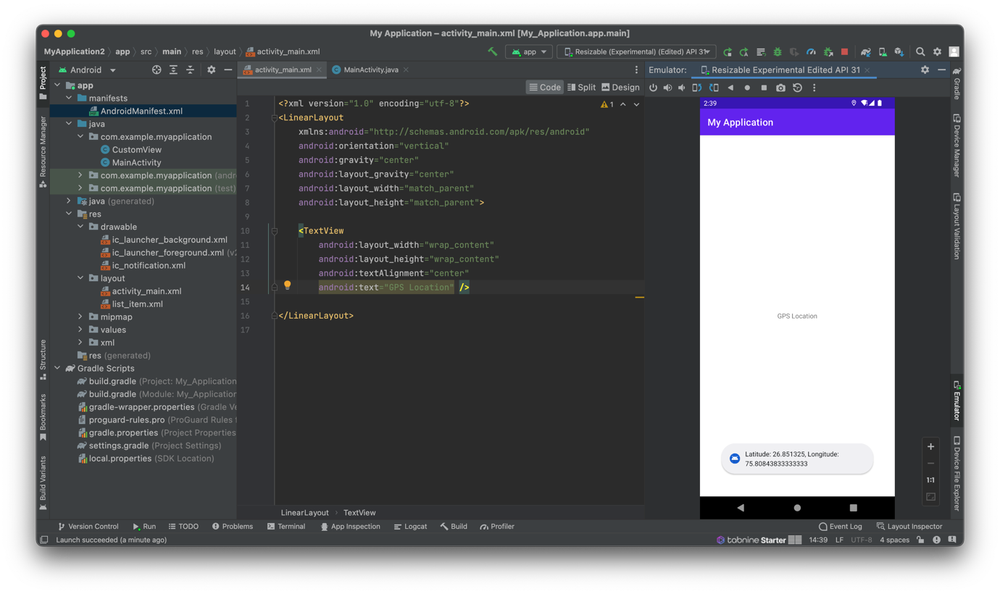 My Application – activity_main.xml [My_Application.app.main]
MyApplication2 app src main res layout activity_main.xml
app
Resizable (Experimental) (Edited) API 31
Project
Resource Manager
Structure
Bookmarks
Build Variants
Android
app
manifests
AndroidManifest.xml
java
com.example.myapplication
CustomView
MainActivity
com.example.myapplication (andr
com.example.myapplication (test)
java (generated)
res
drawable
ic_launcher_background.xml
ic_launcher_foreground.xml (v2
ic_notification.xml
layout
activity_main.xml
list_item.xml
mipmap
values
xml
res (generated)
Gradle Scripts
build.gradle (Project: My_Application
build.gradle (Module: My_Application
gradle-wrapper.properties (Gradle Ve
proguard-rules.pro (ProGuard Rules f
gradle.properties (Project Properties
settings.gradle (Project Settings)
local.properties (SDK Location)
activity_main.xml MainActivity.java
Code Split Design
1
1 <?xml version="1.0" encoding="utf-8"?>
2 <LinearLayout
3 xmlns:android="http://schemas.android.com/apk/res/android"
4 android:orientation="vertical"
5 android:gravity="center"
6 android:layout_gravity="center"
7 android:layout_width="match_parent"
8 android:layout_height="match_parent">
9
10 <TextView
11 android:layout_width="wrap_content"
12 android:layout_height="wrap_content"
13 android:textAlignment="center"
14 android:text="GPS Location" />
15
16 </LinearLayout>
17
LinearLayout TextView
Emulator: Resizable Experimental Edited API 31
2:39
My Application
GPS Location
Latitude: 26.851325, Longitude:
75.80843833333333
1:1
Gradle
Device Manager
Layout Validation
Emulator
Device File Explorer
Version Control Run TODO Problems Terminal App Inspection Logcat Build Profiler Event Log Layout Inspector
Launch succeeded (a minute ago) tabnine Starter 14:39 LF UTF-8 4 spaces